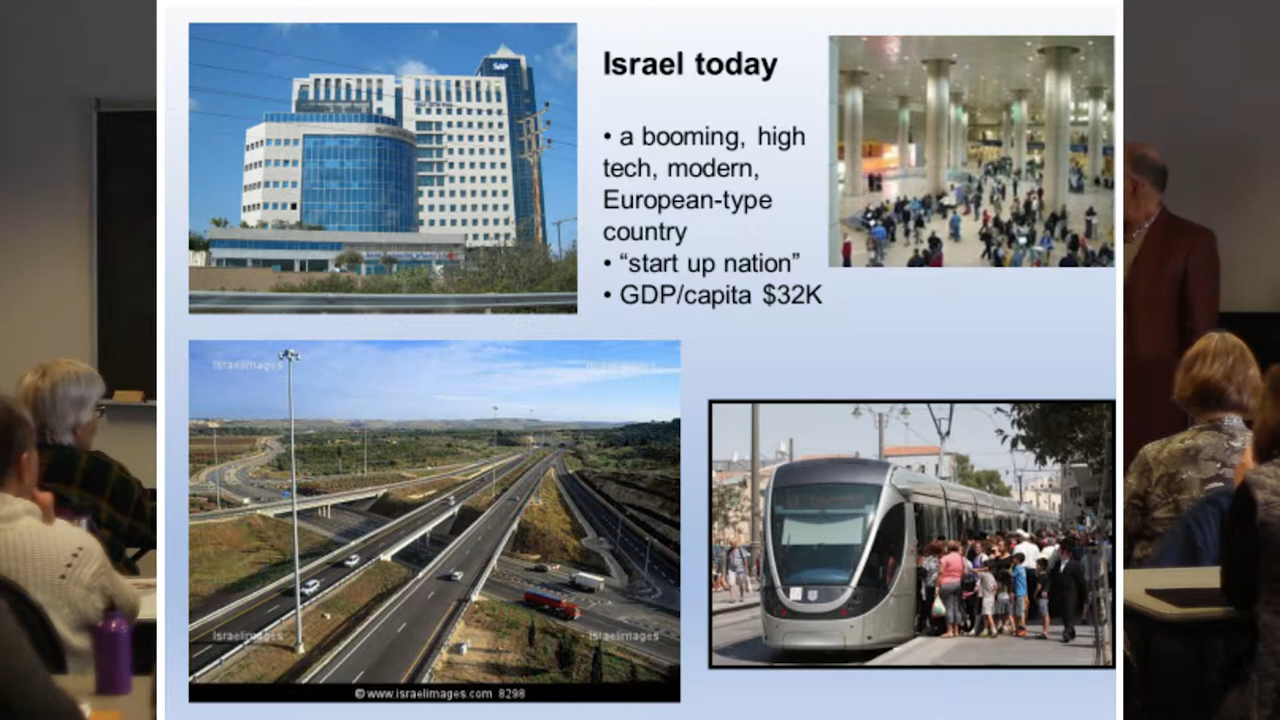 SAP
Israel today
• a booming, high
tech, modern,
European-type
country
• “start up nation”
• GDP/capita $32K
israelimages
israelimages
israelimages
© www.israelimages.com 8298